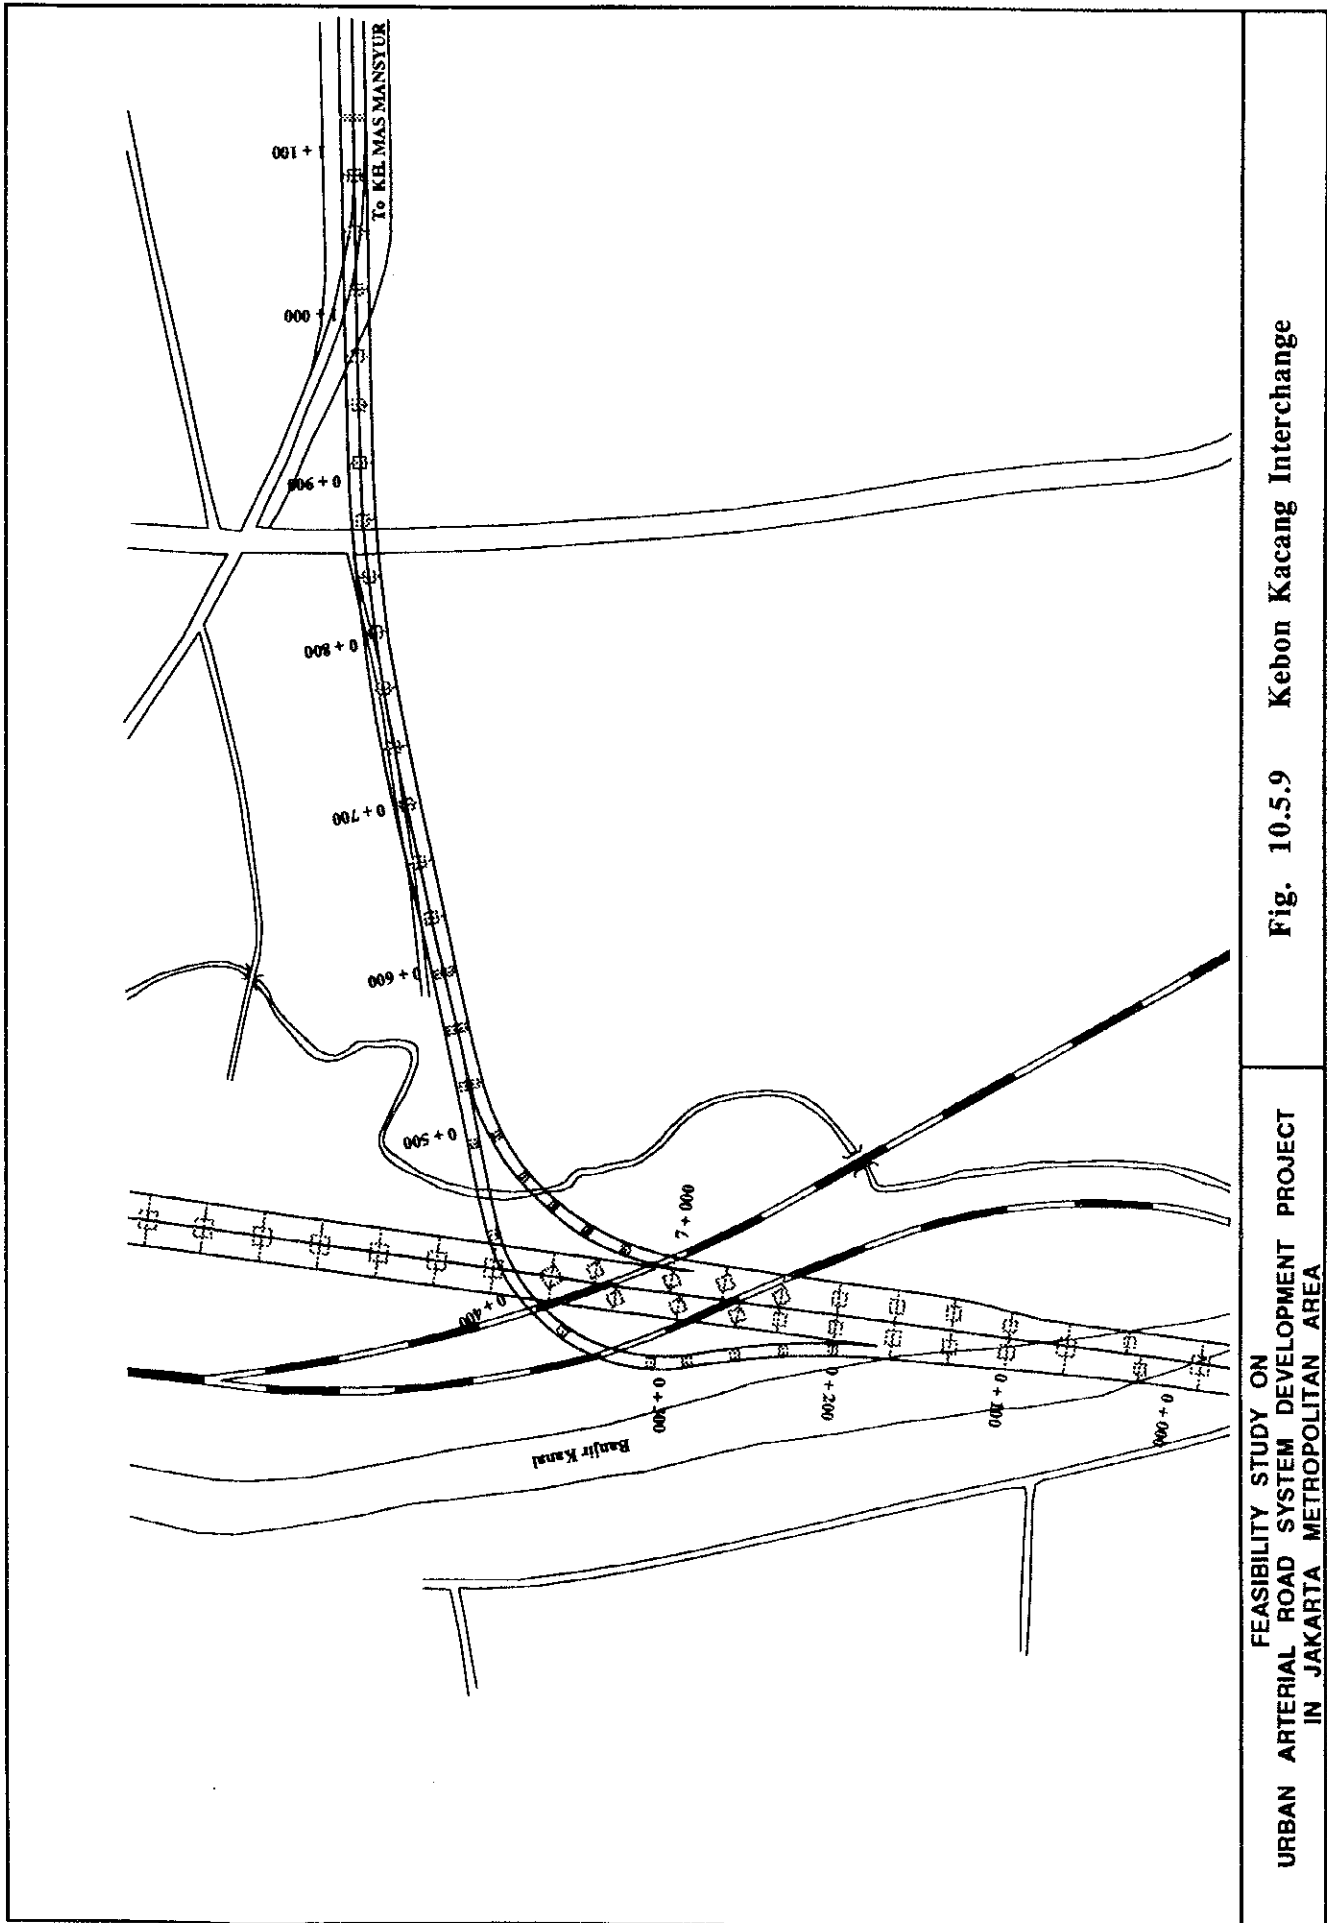 To KH. MAS MANSYUR
1 + 100
1 + 000
0 + 900
0 + 800
0 + 700
0 + 600
0 + 500
0 + 400
7 + 000
0 + 300
0 + 200
0 + 100
0 + 000
Banjir Kanal
FEASIBILITY STUDY ON
URBAN ARTERIAL ROAD SYSTEM DEVELOPMENT PROJECT
IN JAKARTA METROPOLITAN AREA
Fig. 10.5.9 Kebon Kacang Interchange